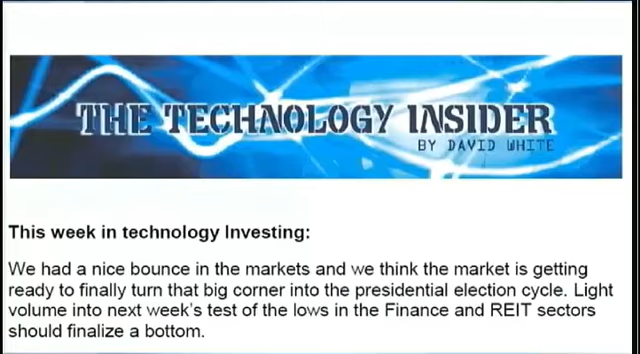 THE TECHNOLOGY INSIDER
BY DAVID WHITE
This week in technology Investing:
We had a nice bounce in the markets and we think the market is getting
ready to finally turn that big corner into the presidential election cycle. Light
volume into next week's test of the lows in the Finance and REIT sectors
should finalize a bottom.